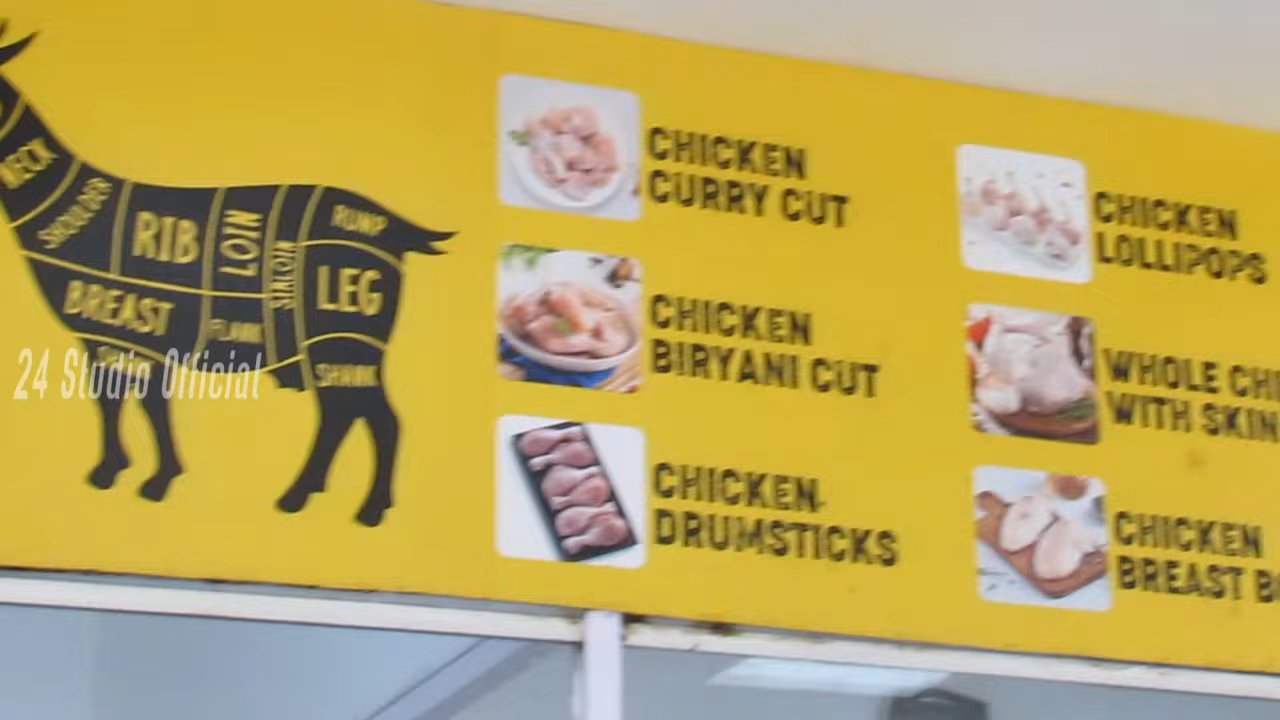 NECK
SHOULDER
RIB
LOIN
SIRLOIN
RUMP
BREAST
FLANK
LEG
SHANK
24 Studio Official
CHICKEN
CURRY CUT
CHICKEN
BIRYANI CUT
CHICKEN
DRUMSTICKS
CHICKEN
LOLLIPOPS
WHOLE CHI
WITH SKIN
CHICKEN
BREAST B